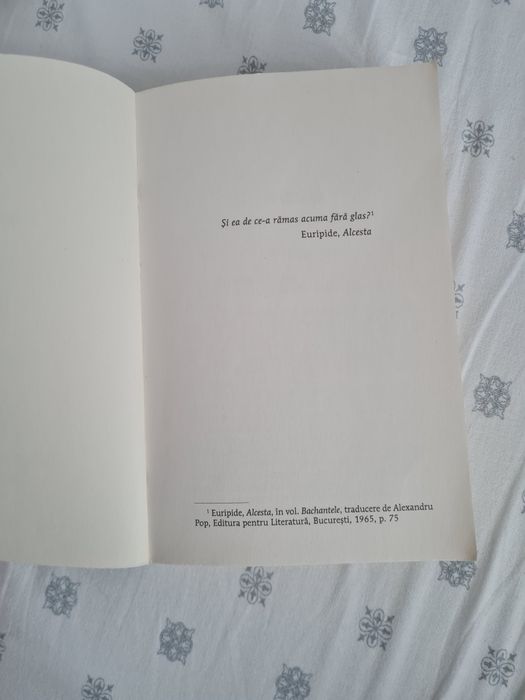 Și ea de ce-a rămas acuma fără glas?¹
Euripide, Alcesta
¹ Euripide, Alcesta, în vol. Bachantele, traducere de Alexandru
Pop, Editura pentru Literatură, București, 1965, p. 75